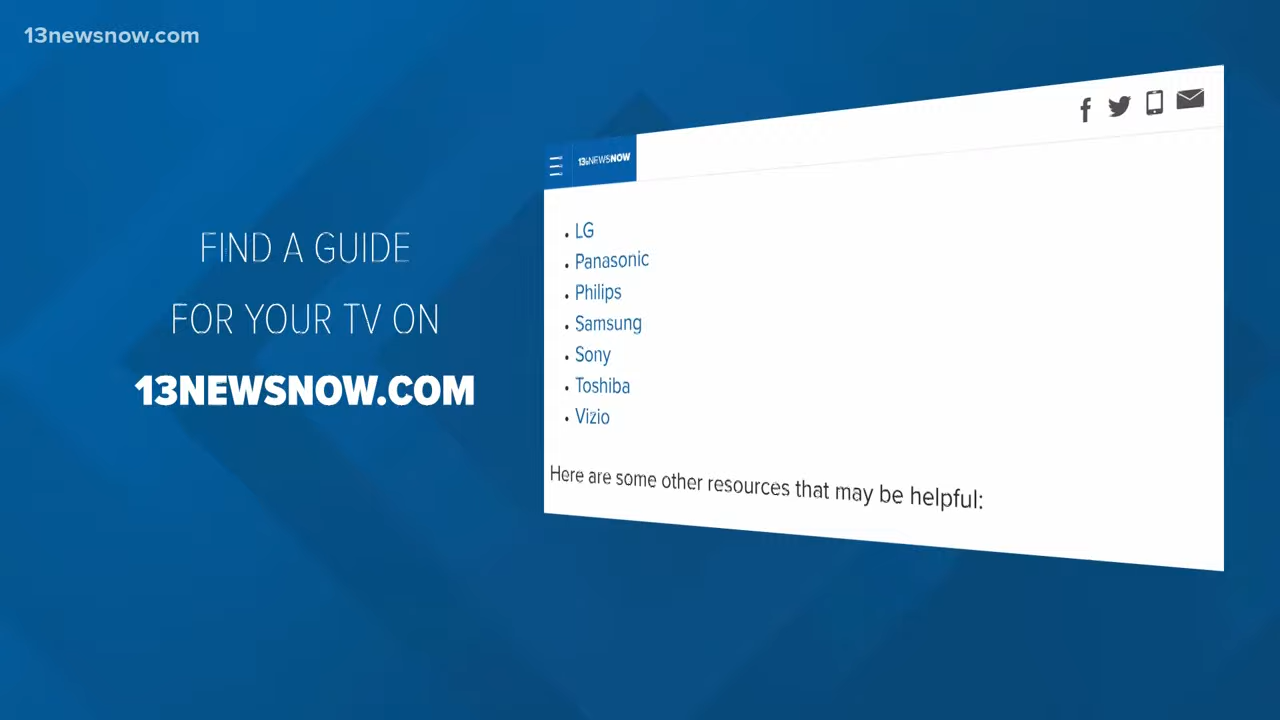 13newsnow.com
FIND A GUIDE
FOR YOUR TV ON
13NEWSNOW.COM
13NEWSNOW
LG
Panasonic
Philips
Samsung
Sony
Toshiba
Vizio
Here are some other resources that may be helpful: